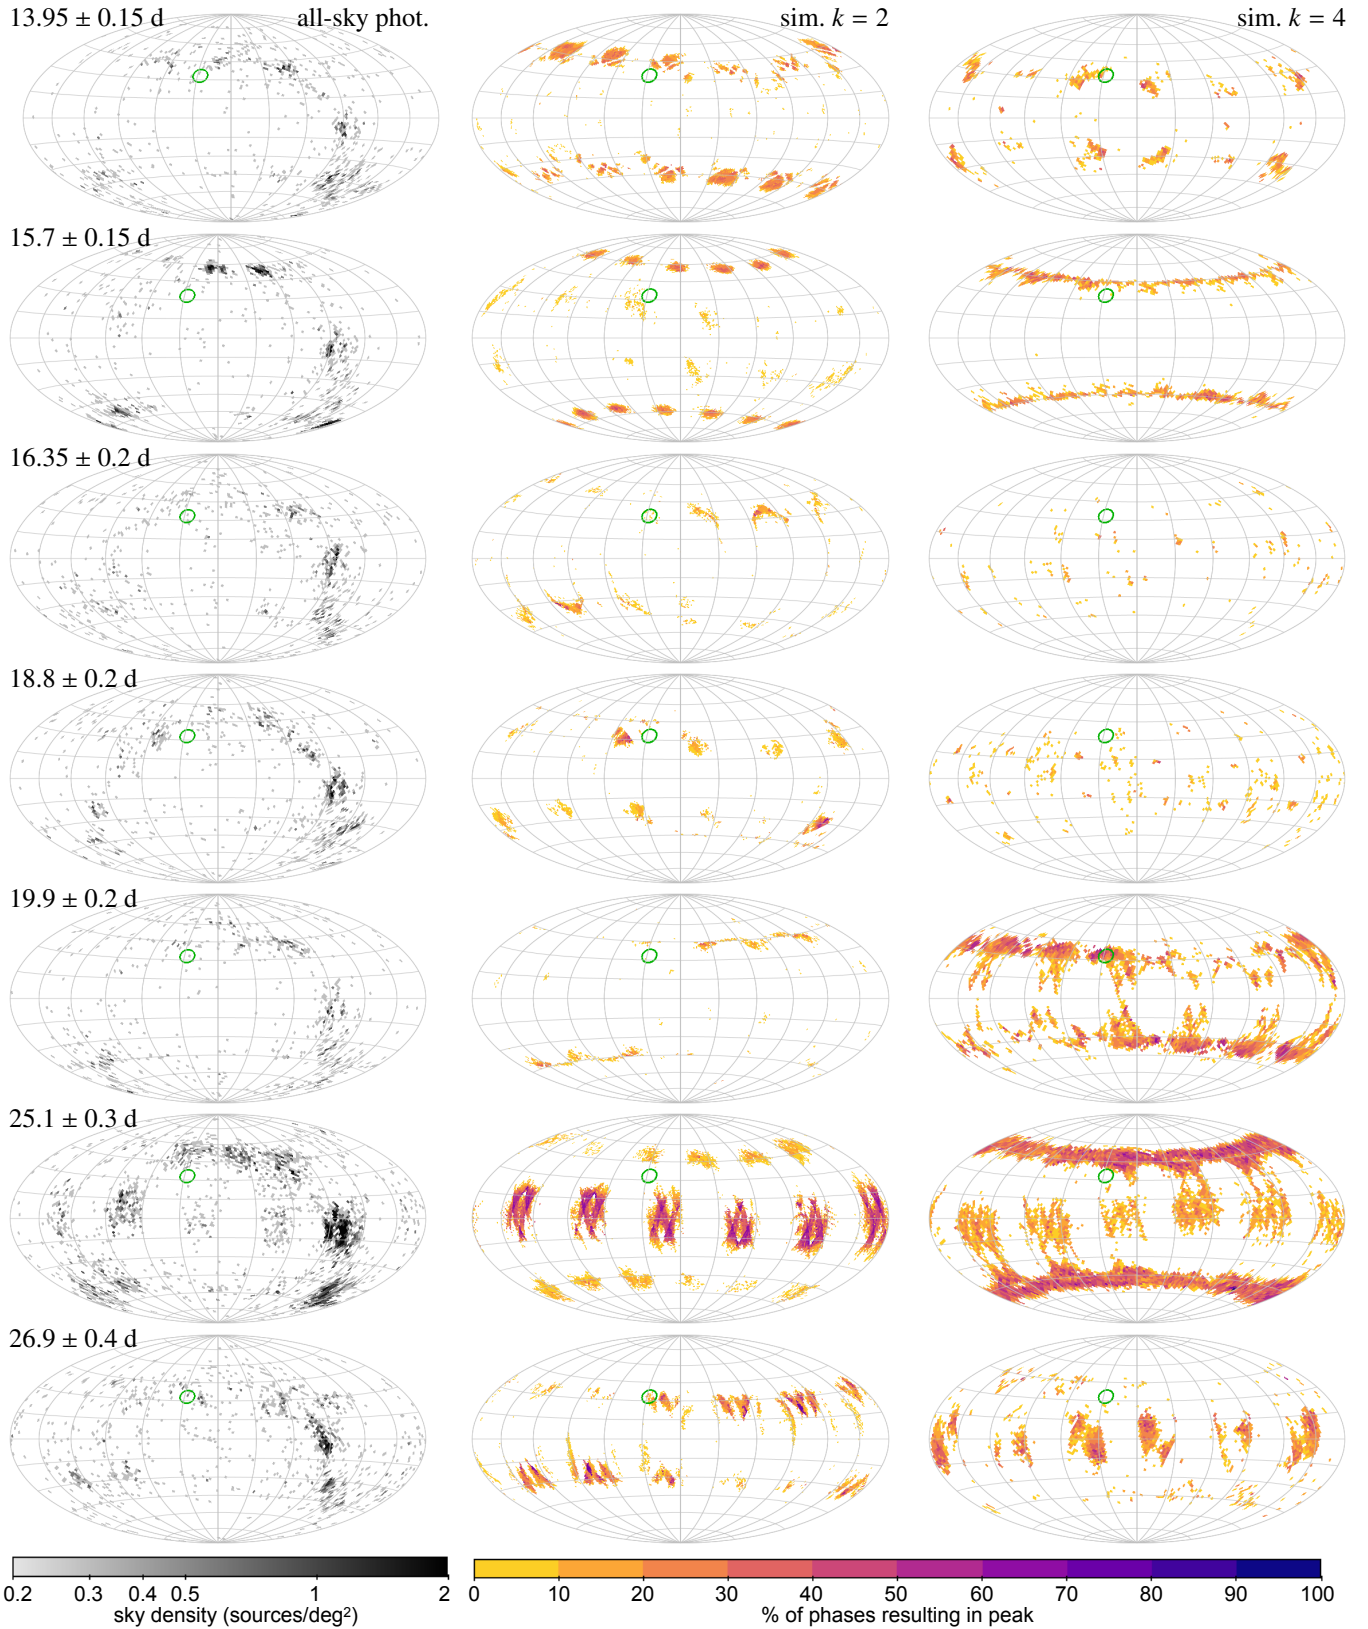 13.95 ± 0.15 d all-sky phot. sim. k = 2 sim. k = 4
15.7 ± 0.15 d
16.35 ± 0.2 d
18.8 ± 0.2 d
19.9 ± 0.2 d
25.1 ± 0.3 d
26.9 ± 0.4 d
0.2 0.3 0.4 0.5 1 2
sky density (sources/deg²)
0 10 20 30 40 50 60 70 80 90 100
% of phases resulting in peak